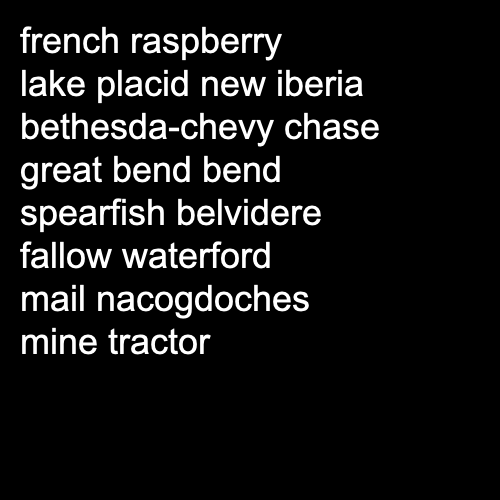 french raspberry
lake placid new iberia
bethesda-chevy chase
great bend bend
spearfish belvidere
fallow waterford
mail nacogdoches
mine tractor